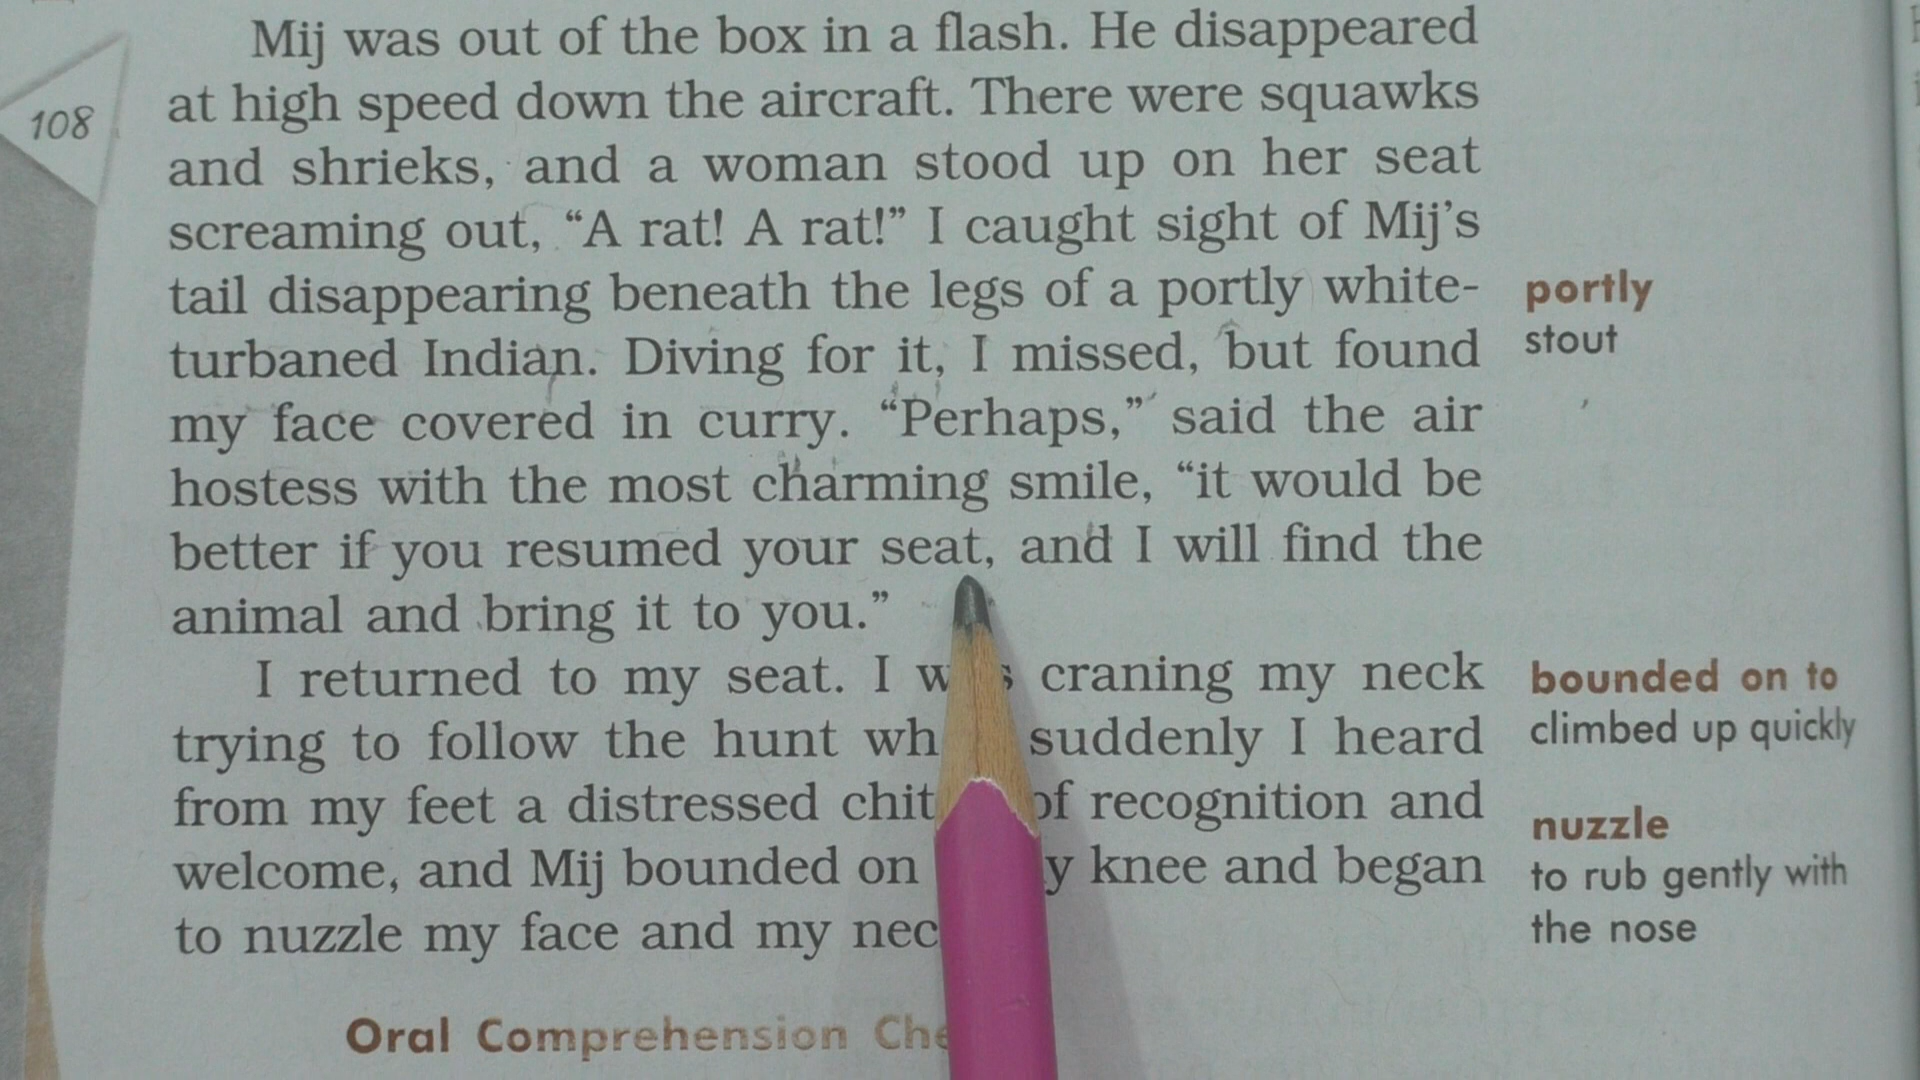 Mij was out of the box in a flash. He disappeared
108
at high speed down the aircraft. There were squawks
and shrieks, and a woman stood up on her seat
screaming out, “A rat! A rat!” I caught sight of Mij’s
tail disappearing beneath the legs of a portly white-
turbaned Indian. Diving for it, I missed, but found
my face covered in curry. “Perhaps,” said the air
hostess with the most charming smile, “it would be
better if you resumed your seat, and I will find the
animal and bring it to you.”
I returned to my seat. I craning my neck
trying to follow the hunt suddenly I heard
from my feet a distressed of recognition and
welcome, and Mij bounded on knee and began
to nuzzle my face and my
portly
stout
bounded on to
climbed up quickly
nuzzle
to rub gently with
the nose
Oral Comprehension